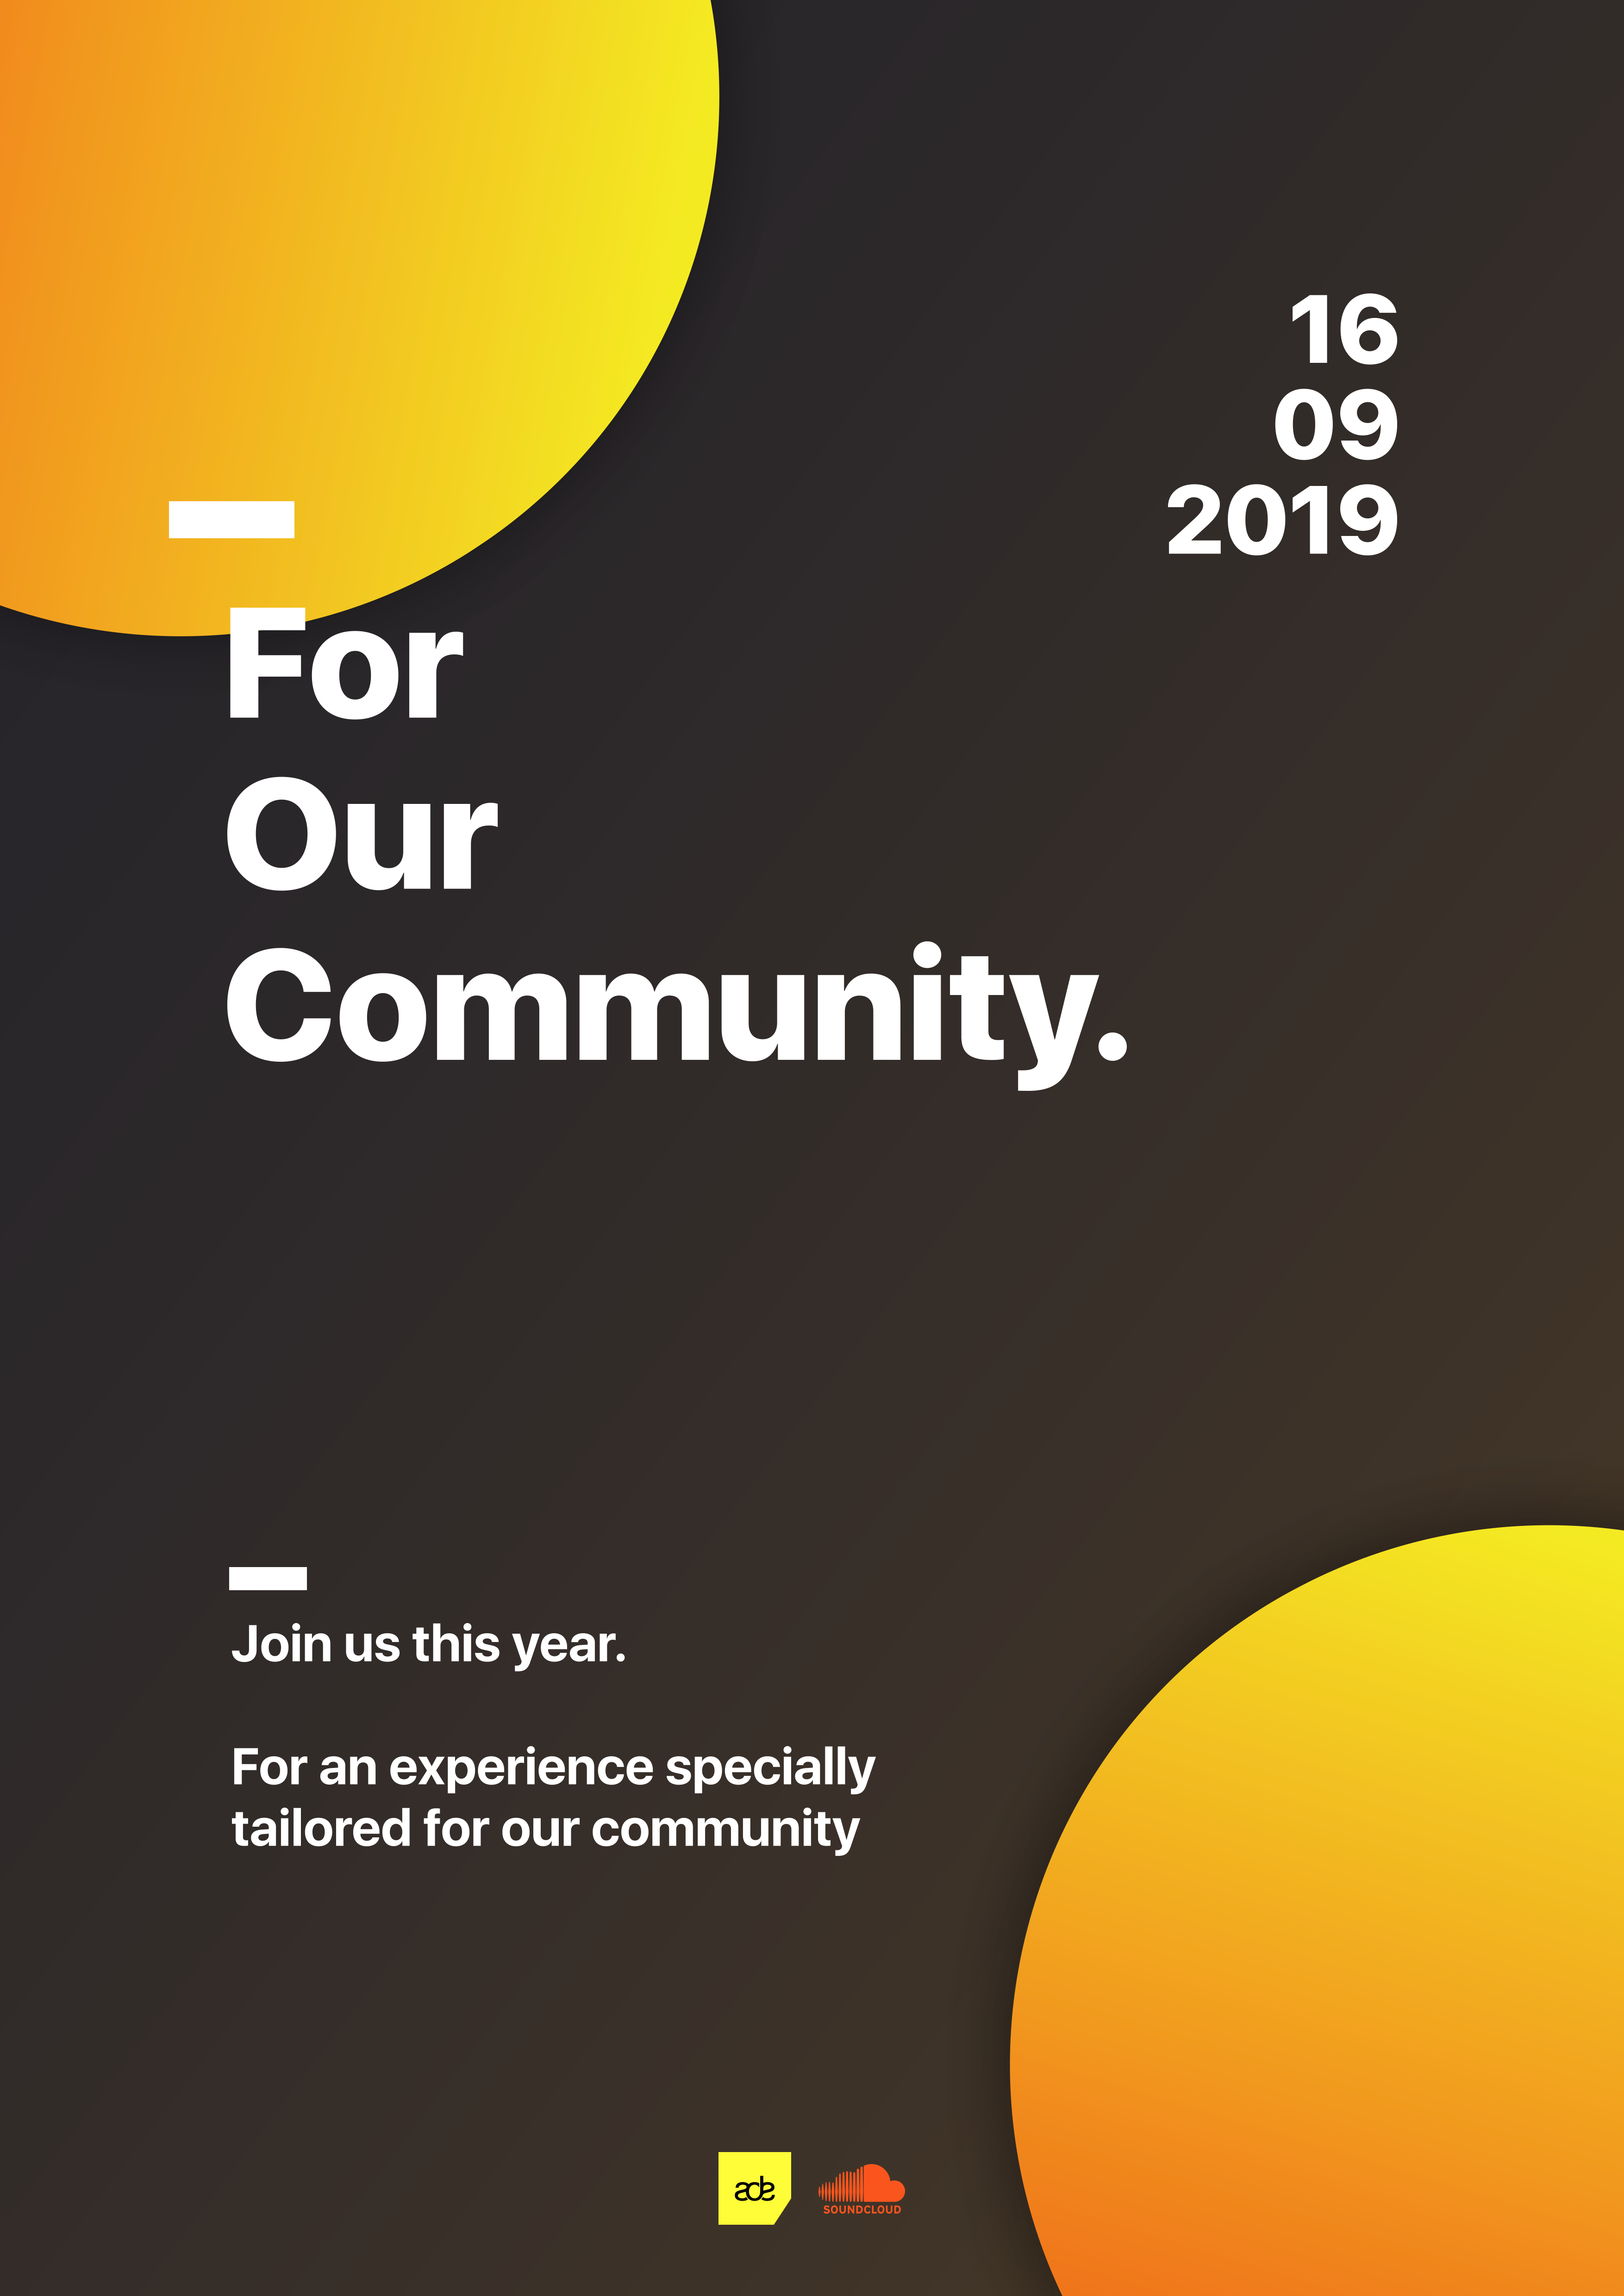 16
09
2019
For
Our
Community.
Join us this year.
For an experience specially
tailored for our community
ade
SOUNDCLOUD